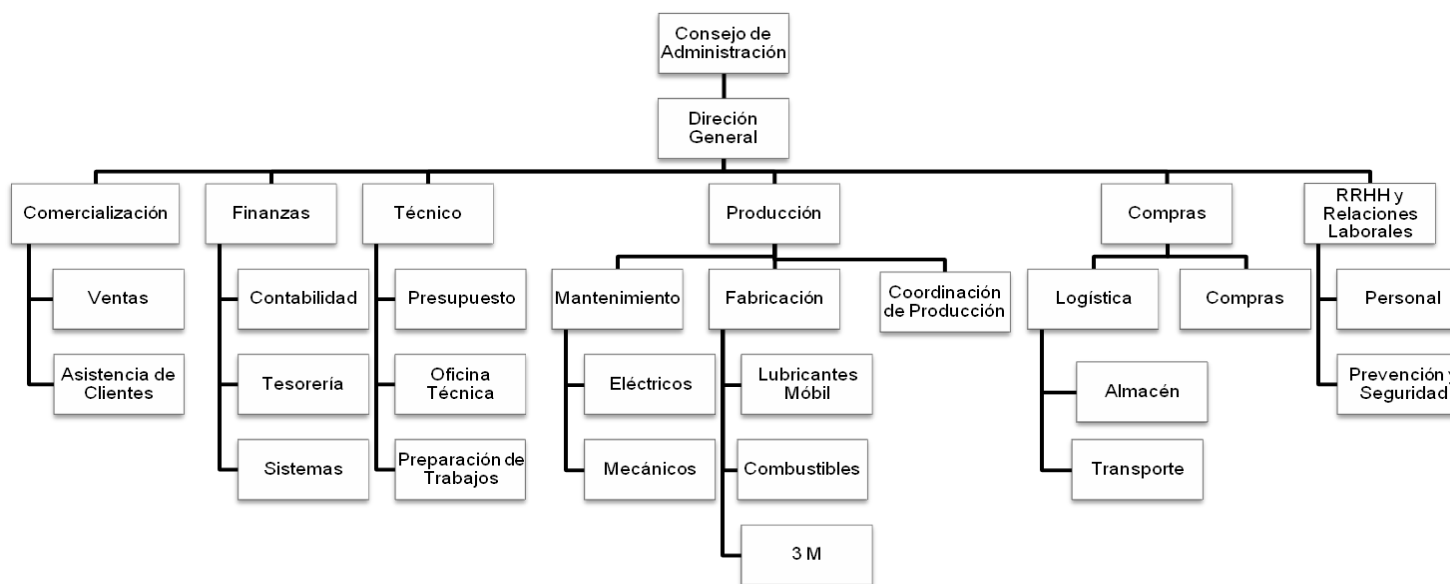 Consejo de
Administración
Direción
General
Comercialización
Finanzas
Técnico
Producción
Compras
RRHH y
Relaciones
Laborales
Ventas
Contabilidad
Presupuesto
Mantenimiento
Fabricación
Coordinación
de Producción
Logística
Compras
Personal
Asistencia de
Clientes
Tesorería
Oficina
Técnica
Eléctricos
Lubricantes
Móbil
Almacén
Prevención y
Seguridad
Sistemas
Preparación de
Trabajos
Mecánicos
Combustibles
Transporte
3 M